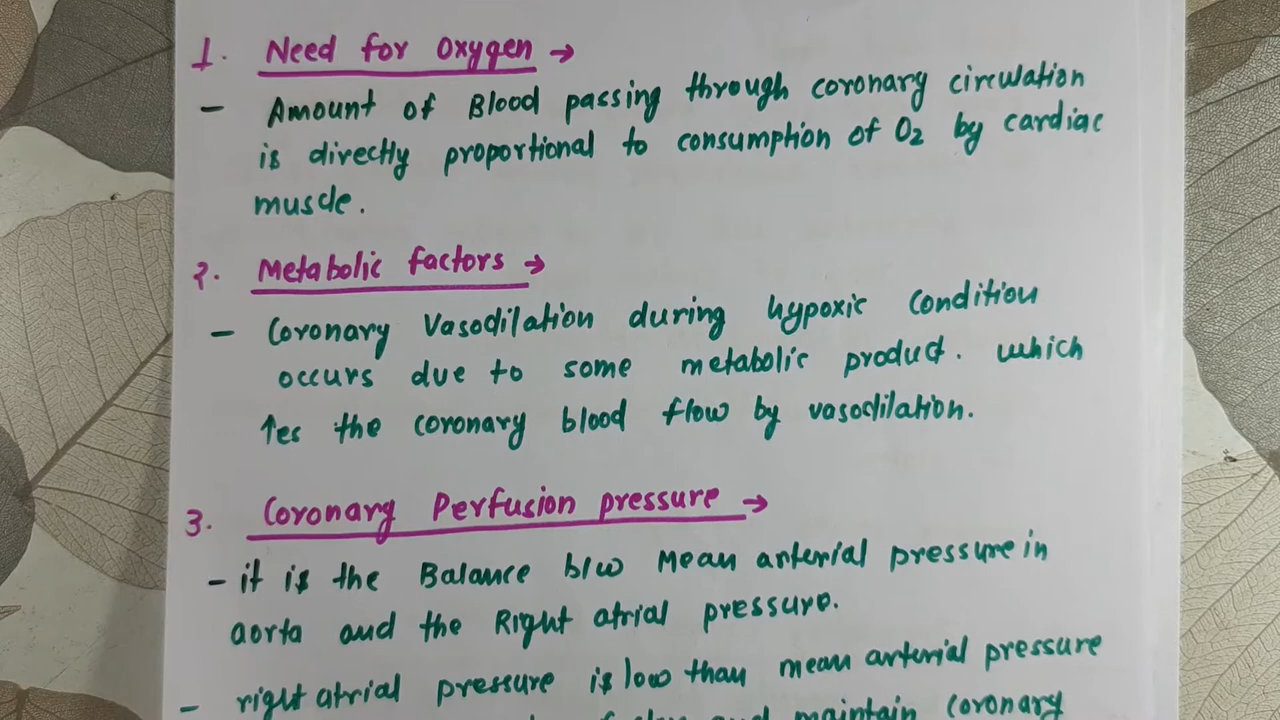 1. Need for Oxygen →
- Amount of Blood passing through coronary circulation
is directly proportional to consumption of O₂ by cardiac
muscle.
2. Metabolic factors →
- Coronary Vasodilation during hypoxic Condition
occurs due to some metabolic product. which
↑es the coronary blood flow by vasodilation.
3. Coronary Perfusion pressure →
- it is the Balance b/w Mean arterial pressure in
aorta and the Right atrial pressure.
- right atrial pressure is low than mean arterial pressure
and maintain coronary